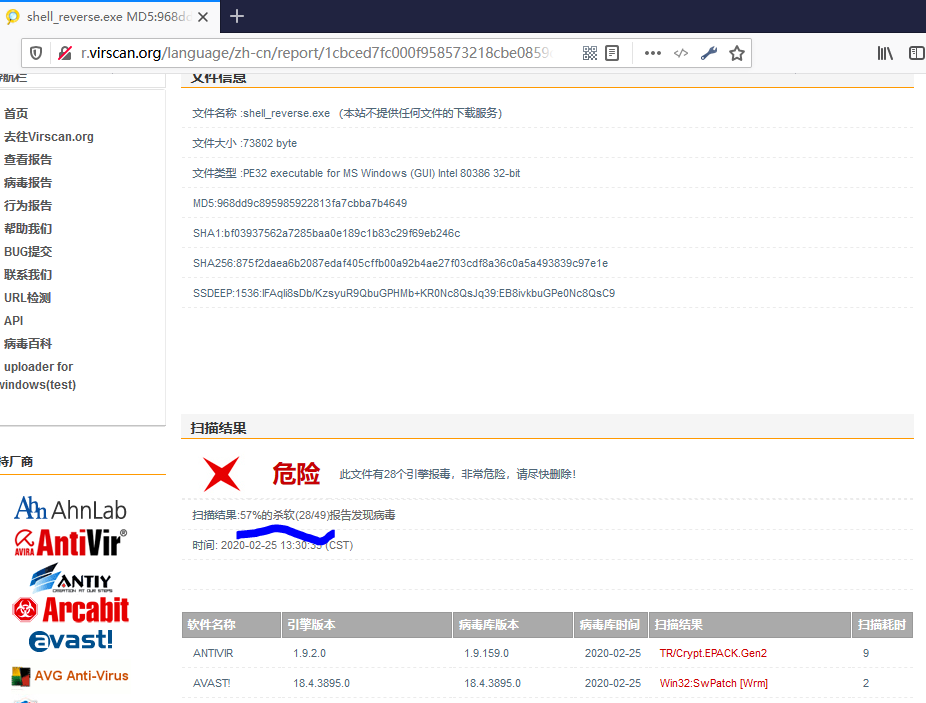 shell_reverse.exe MD5:968dc
r.virscan.org/language/zh-cn/report/1cbced7fc000f958573218cbe0859
导航栏
首页
去往Virscan.org
查看报告
病毒报告
行为报告
帮助我们
BUG提交
联系我们
URL检测
API
病毒百科
uploader for
windows(test)
持厂商
AhnLab
AVIRA AntiVir®
ANTIY
CREATION AT OUR STEPS
Arcabit
avast!
AVG Anti-Virus
文件信息
文件名称 :shell_reverse.exe （本站不提供任何文件的下载服务）
文件大小 :73802 byte
文件类型 :PE32 executable for MS Windows (GUI) Intel 80386 32-bit
MD5:968dd9c895985922813fa7cbba7b4649
SHA1:bf03937562a7285baa0e189c1b83c29f69eb246c
SHA256:875f2daea6b2087edaf405cffb00a92b4ae27f03cdf8a36c0a5a493839c97e1e
SSDEEP:1536:IFAqli8sDb/KzsyuR9QbuGPHMb+KR0Nc8QsJq39:EB8ivkbuGPe0Nc8QsC9
扫描结果
危险 此文件有28个引擎报毒，非常危险，请尽快删除！
扫描结果:57%的杀软(28/49)报告发现病毒
时间: 2020-02-25 13:30:35 (CST)
软件名称 引擎版本 病毒库版本 病毒库时间 扫描结果 扫描耗时
ANTIVIR 1.9.2.0 1.9.159.0 2020-02-25 TR/Crypt.EPACK.Gen2 9
AVAST! 18.4.3895.0 18.4.3895.0 2020-02-25 Win32:SwPatch [Wrm] 2